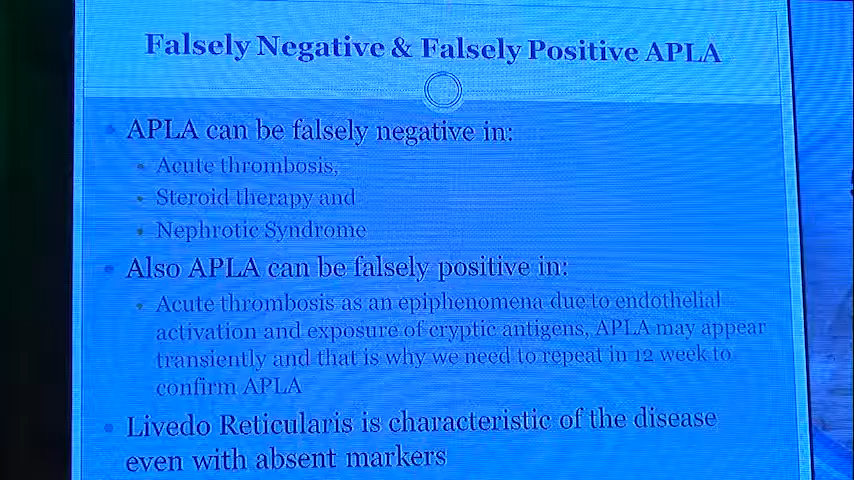 Falsely Negative & Falsely Positive APLA
APLA can be falsely negative in:
Acute thrombosis,
Steroid therapy and
Nephrotic Syndrome
Also APLA can be falsely positive in:
Acute thrombosis as an epiphenomena due to endothelial
activation and exposure of cryptic antigens, APLA may appear
transiently and that is why we need to repeat in 12 week to
confirm APLA
Livedo Reticularis is characteristic of the disease
even with absent markers